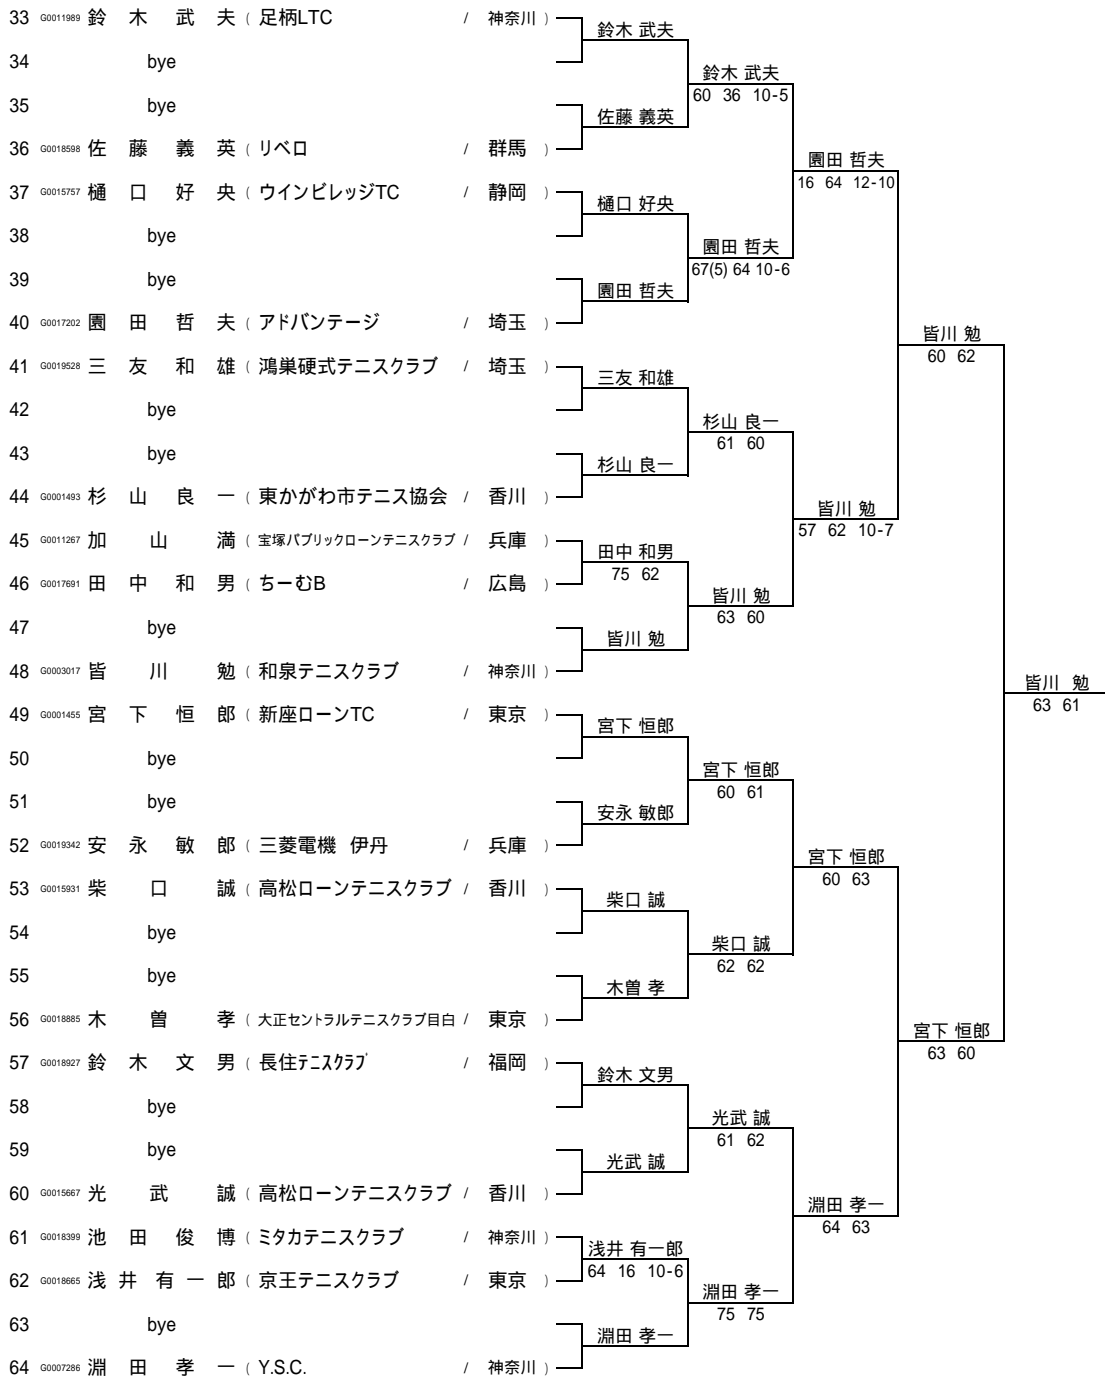 33 G0011989 鈴 木 武 夫 ( 足柄LTC / 神奈川 )
鈴木 武夫
34 bye
鈴木 武夫
60 36 10-5
35 bye
佐藤 義英
36 G0018598 佐 藤 義 英 ( リベロ / 群馬 )
園田 哲夫
16 64 12-10
37 G0015757 樋 口 好 央 ( ウインビレッジTC / 静岡 )
樋口 好央
38 bye
園田 哲夫
67(5) 64 10-6
39 bye
園田 哲夫
40 G0017202 園 田 哲 夫 ( アドバンテージ / 埼玉 )
皆川 勉
60 62
41 G0019528 三 友 和 雄 ( 鴻巣硬式テニスクラブ / 埼玉 )
三友 和雄
42 bye
杉山 良一
61 60
43 bye
杉山 良一
44 G0001493 杉 山 良 一 ( 東かがわ市テニス協会 / 香川 )
皆川 勉
57 62 10-7
45 G0011267 加 山 満 ( 宝塚パブリックローンテニスクラブ / 兵庫 )
田中 和男
75 62
46 G0017691 田 中 和 男 ( ちーむB / 広島 )
皆川 勉
63 60
47 bye
皆川 勉
48 G0003017 皆 川 勉 ( 和泉テニスクラブ / 神奈川 )
皆川 勉
63 61
49 G0001455 宮 下 恒 郎 ( 新座ローンTC / 東京 )
宮下 恒郎
50 bye
宮下 恒郎
60 61
51 bye
安永 敏郎
52 G0019342 安 永 敏 郎 ( 三菱電機 伊丹 / 兵庫 )
宮下 恒郎
60 63
53 G0015931 柴 口 誠 ( 高松ローンテニスクラブ / 香川 )
柴口 誠
54 bye
柴口 誠
62 62
55 bye
木曽 孝
56 G0018885 木 曽 孝 ( 大正セントラルテニスクラブ目白 / 東京 )
宮下 恒郎
63 60
57 G0018927 鈴 木 文 男 ( 長住テニスクラブ / 福岡 )
鈴木 文男
58 bye
光武 誠
61 62
59 bye
光武 誠
60 G0015667 光 武 誠 ( 高松ローンテニスクラブ / 香川 )
淵田 孝一
64 63
61 G0018399 池 田 俊 博 ( ミタカテニスクラブ / 神奈川 )
浅井 有一郎
64 16 10-6
62 G0018665 浅 井 有 一 郎 ( 京王テニスクラブ / 東京 )
淵田 孝一
75 75
63 bye
淵田 孝一
64 G0007286 淵 田 孝 一 ( Y.S.C. / 神奈川 )